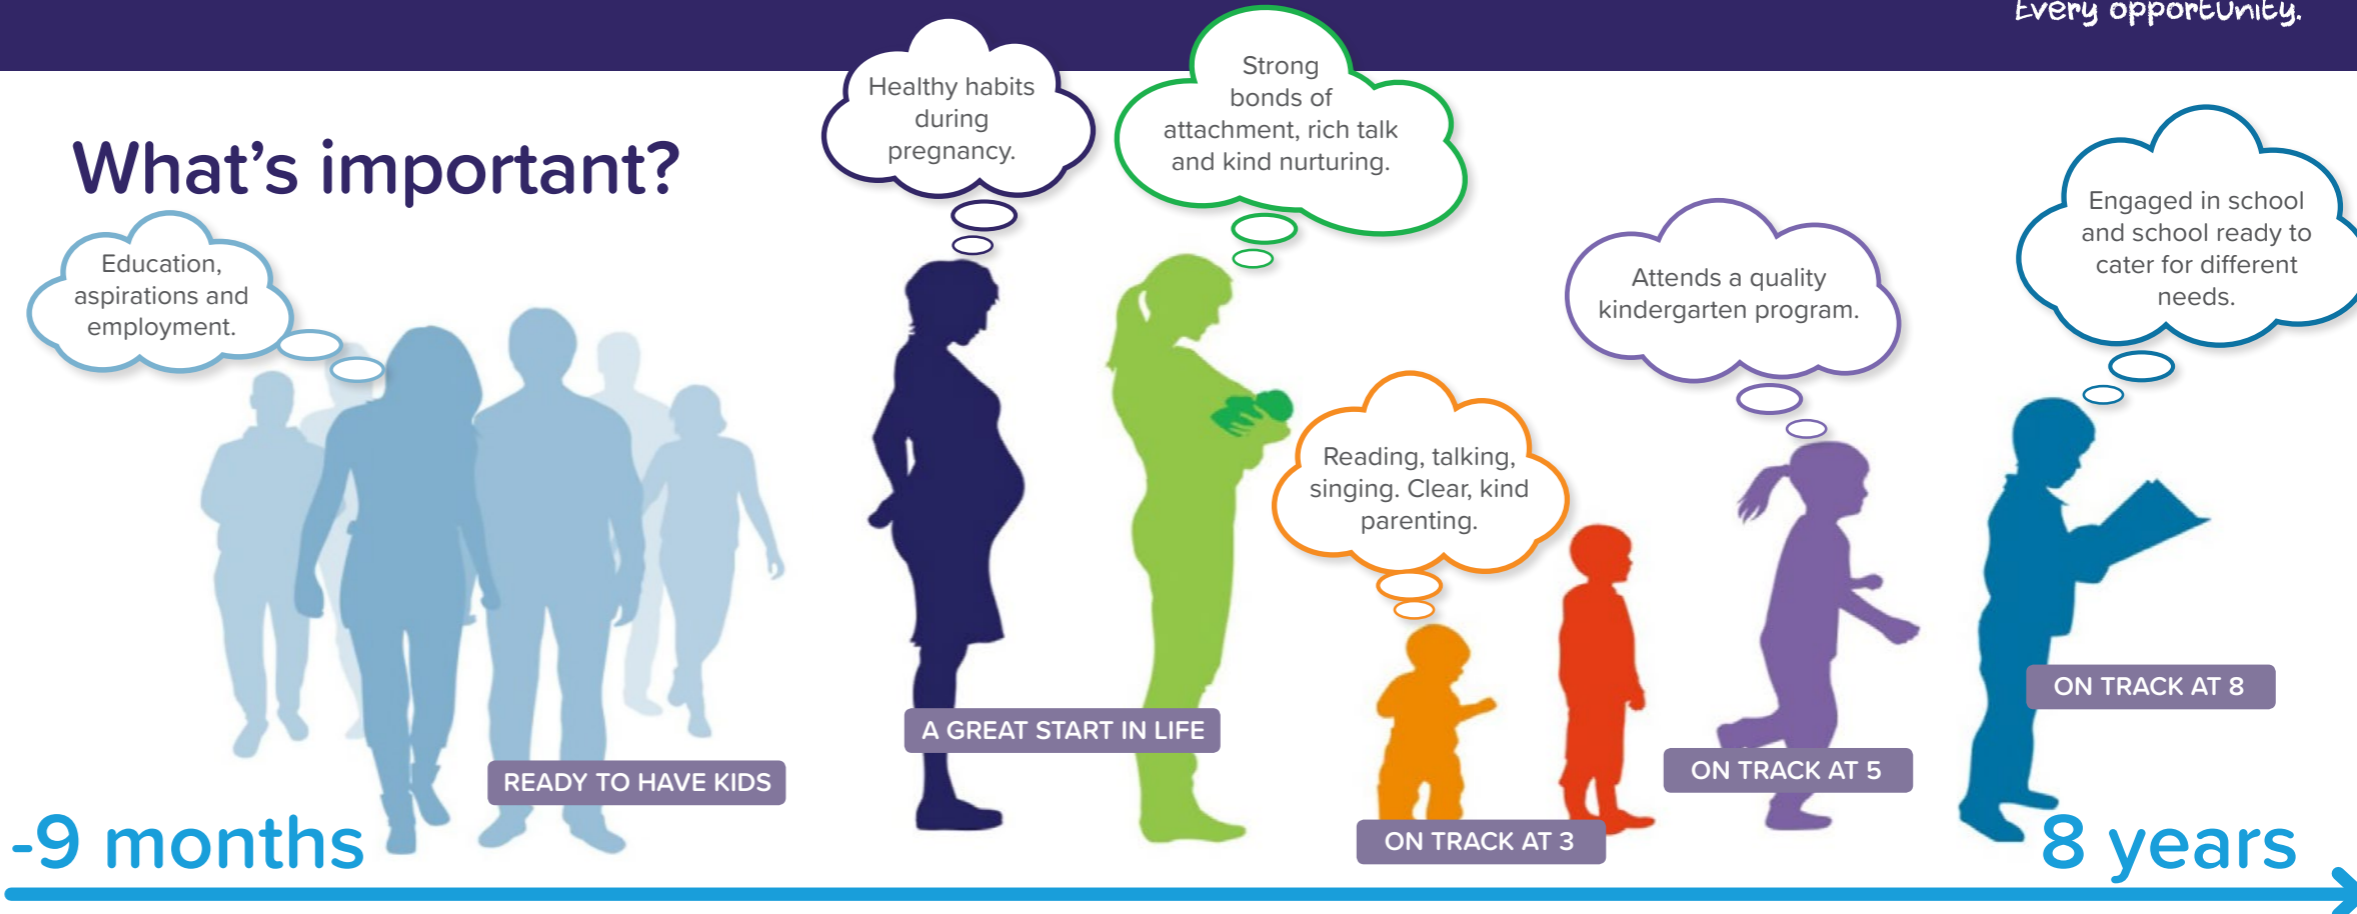 Every opportunity.
What's important?
Education,
aspirations and
employment.
Healthy habits
during
pregnancy.
Strong
bonds of
attachment, rich talk
and kind nurturing.
Reading, talking,
singing. Clear, kind
parenting.
Attends a quality
kindergarten program.
Engaged in school
and school ready to
cater for different
needs.
READY TO HAVE KIDS
A GREAT START IN LIFE
ON TRACK AT 3
ON TRACK AT 5
ON TRACK AT 8
-9 months
8 years